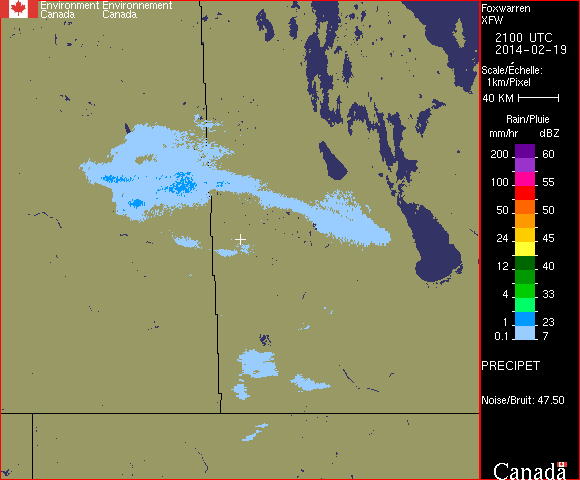 Environment Environnement
Canada Canada
Foxwarren
XFW
2100 UTC
2014-02-19
Scale/Échelle:
1km/Pixel
40 KM
Rain/Pluie
mm/hr dBZ
200 60
100 55
50 50
24 45
12 40
4 33
1 23
0.1 7
PRECIPET
Noise/Bruit: 47.50
Canada